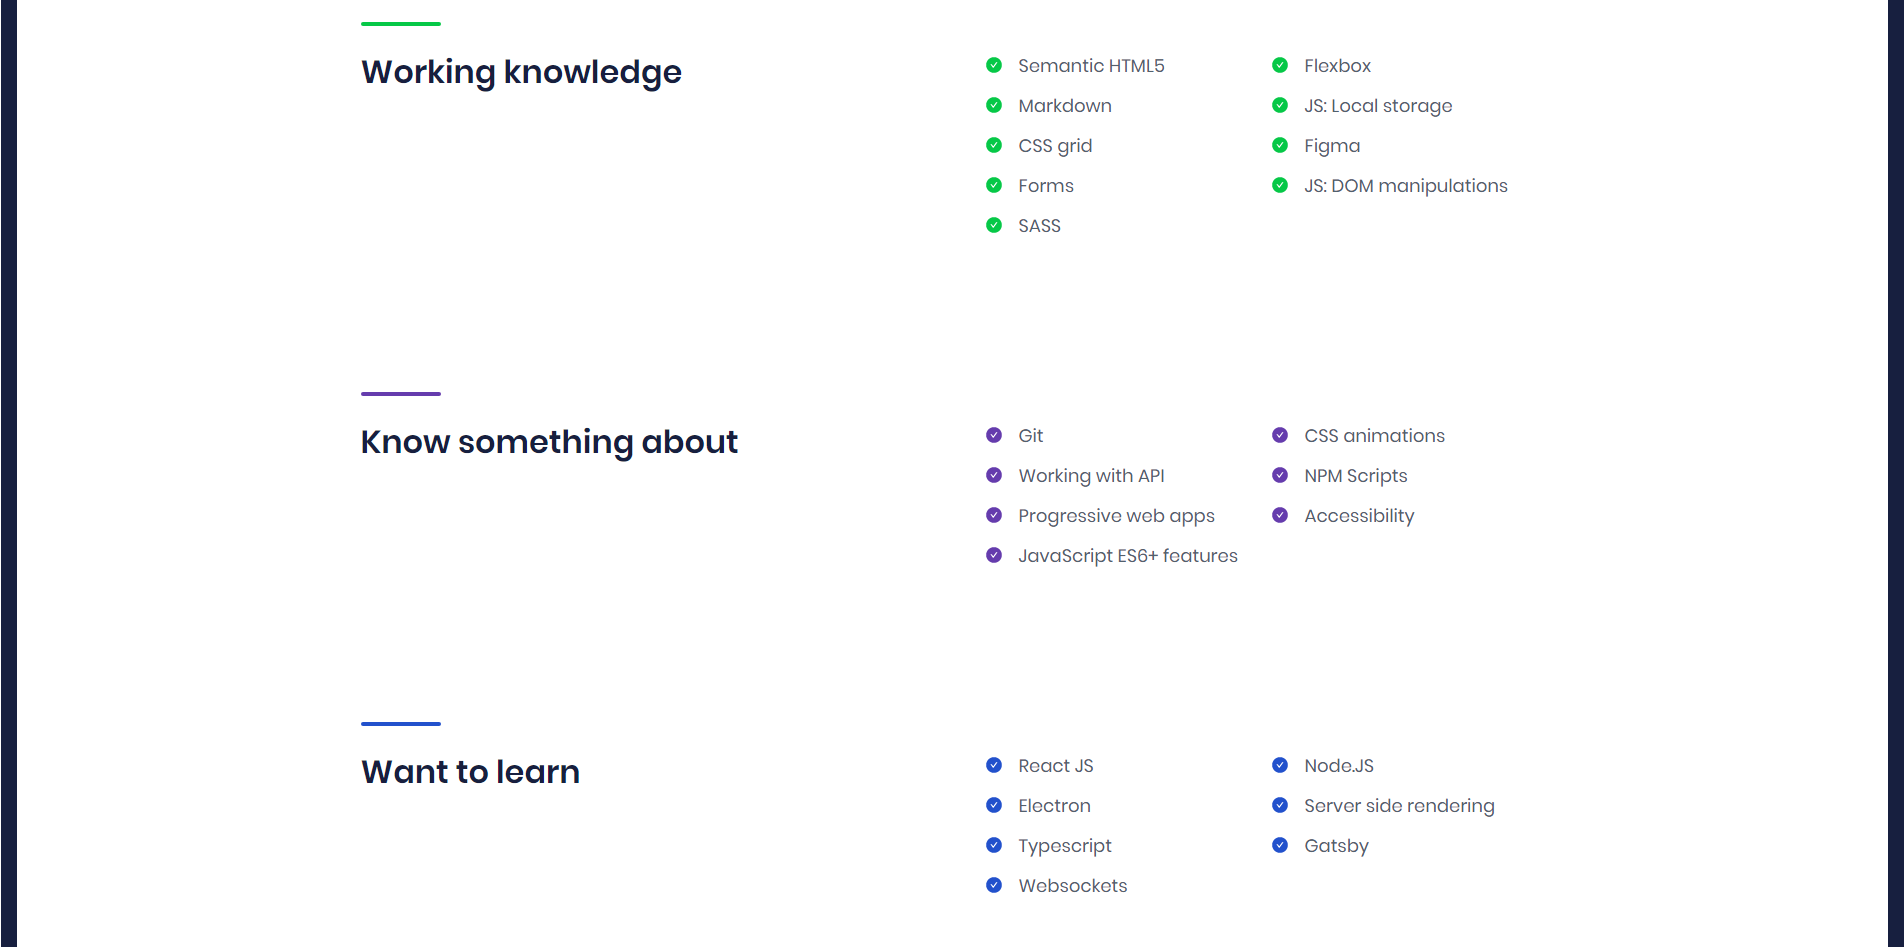 Working knowledge
Semantic HTML5
Markdown
CSS grid
Forms
SASS
Flexbox
JS: Local storage
Figma
JS: DOM manipulations
Know something about
Git
Working with API
Progressive web apps
JavaScript ES6+ features
CSS animations
NPM Scripts
Accessibility
Want to learn
React JS
Electron
Typescript
Websockets
Node.JS
Server side rendering
Gatsby